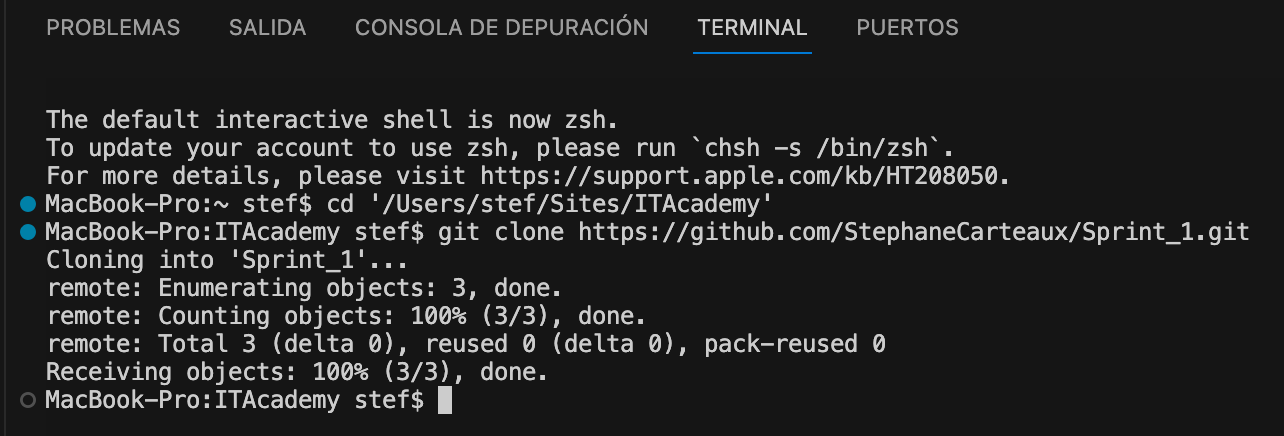 PROBLEMAS SALIDA CONSOLA DE DEPURACIÓN TERMINAL PUERTOS
The default interactive shell is now zsh.
To update your account to use zsh, please run `chsh -s /bin/zsh`.
For more details, please visit https://support.apple.com/kb/HT208050.
MacBook-Pro:~ stef$ cd '/Users/stef/Sites/ITAcademy'
MacBook-Pro:ITAcademy stef$ git clone https://github.com/StephaneCarteaux/Sprint_1.git
Cloning into 'Sprint_1'...
remote: Enumerating objects: 3, done.
remote: Counting objects: 100% (3/3), done.
remote: Total 3 (delta 0), reused 0 (delta 0), pack-reused 0
Receiving objects: 100% (3/3), done.
MacBook-Pro:ITAcademy stef$